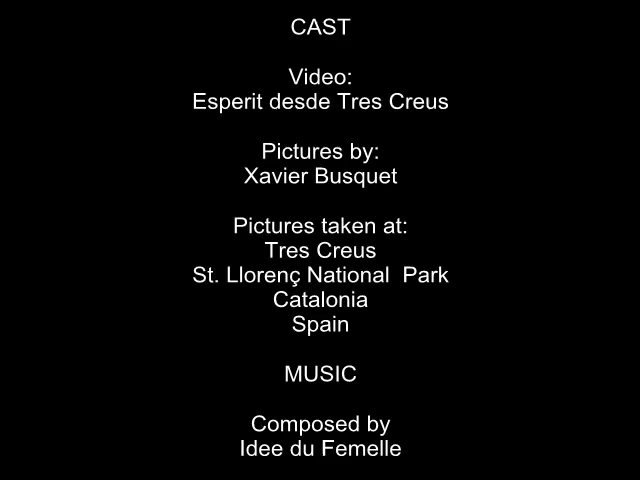 CAST
Video:
Esperit desde Tres Creus
Pictures by:
Xavier Busquet
Pictures taken at:
Tres Creus
St. Llorenç National  Park
Catalonia
Spain
MUSIC
Composed by
Idee du Femelle